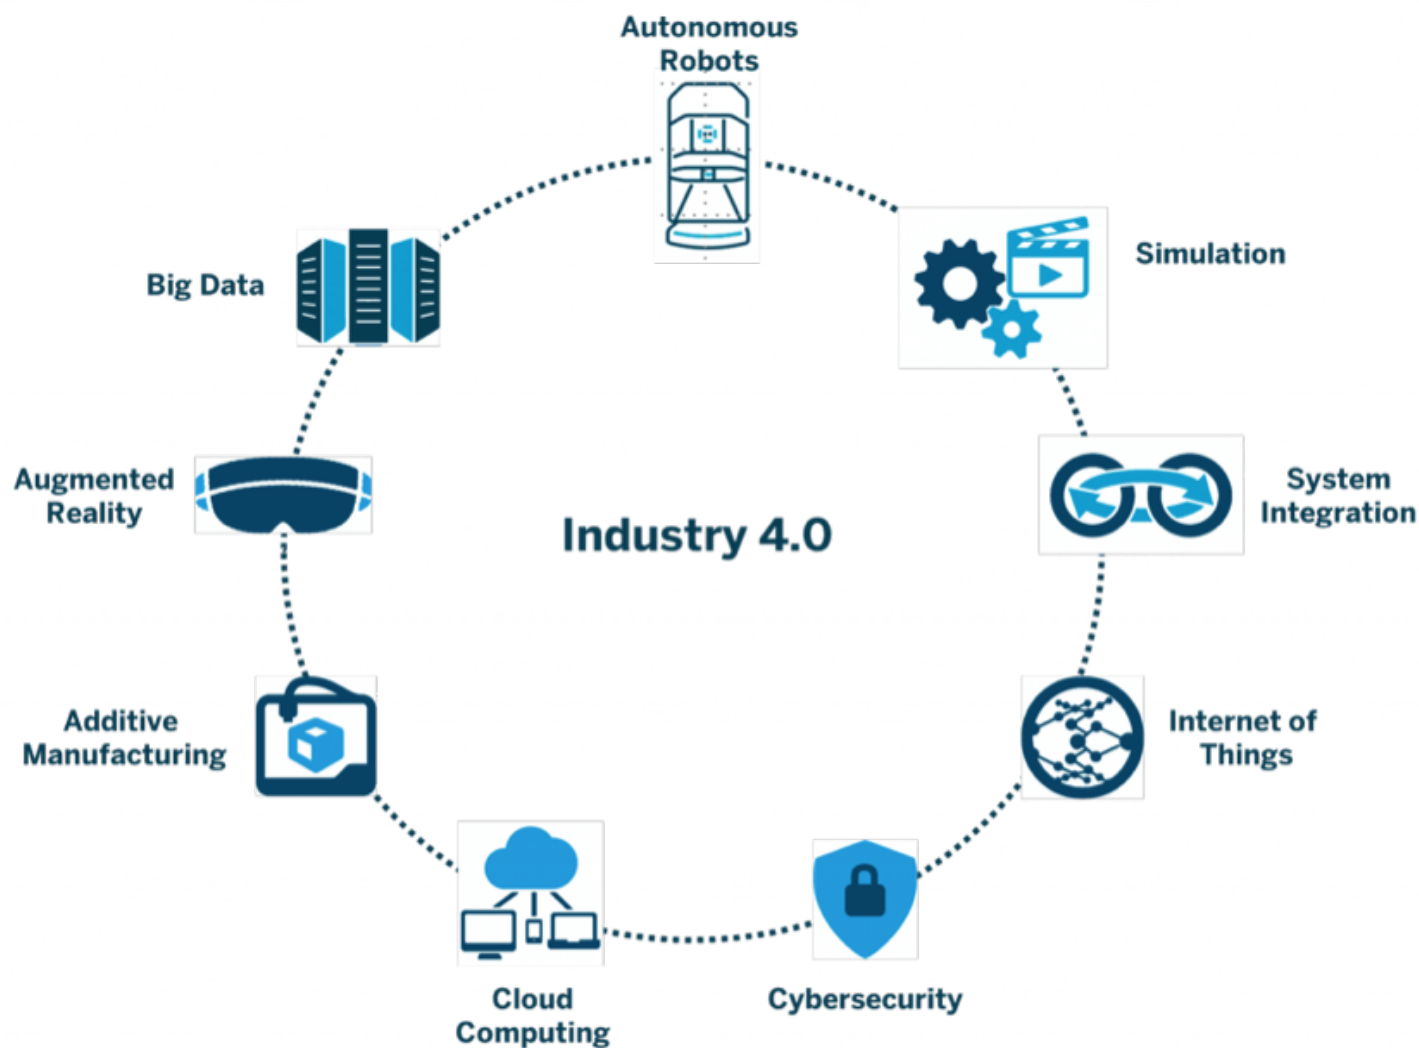 Autonomous
Robots
Simulation
Big Data
System
Integration
Augmented
Reality
Industry 4.0
Internet of
Things
Additive
Manufacturing
Cybersecurity
Cloud
Computing